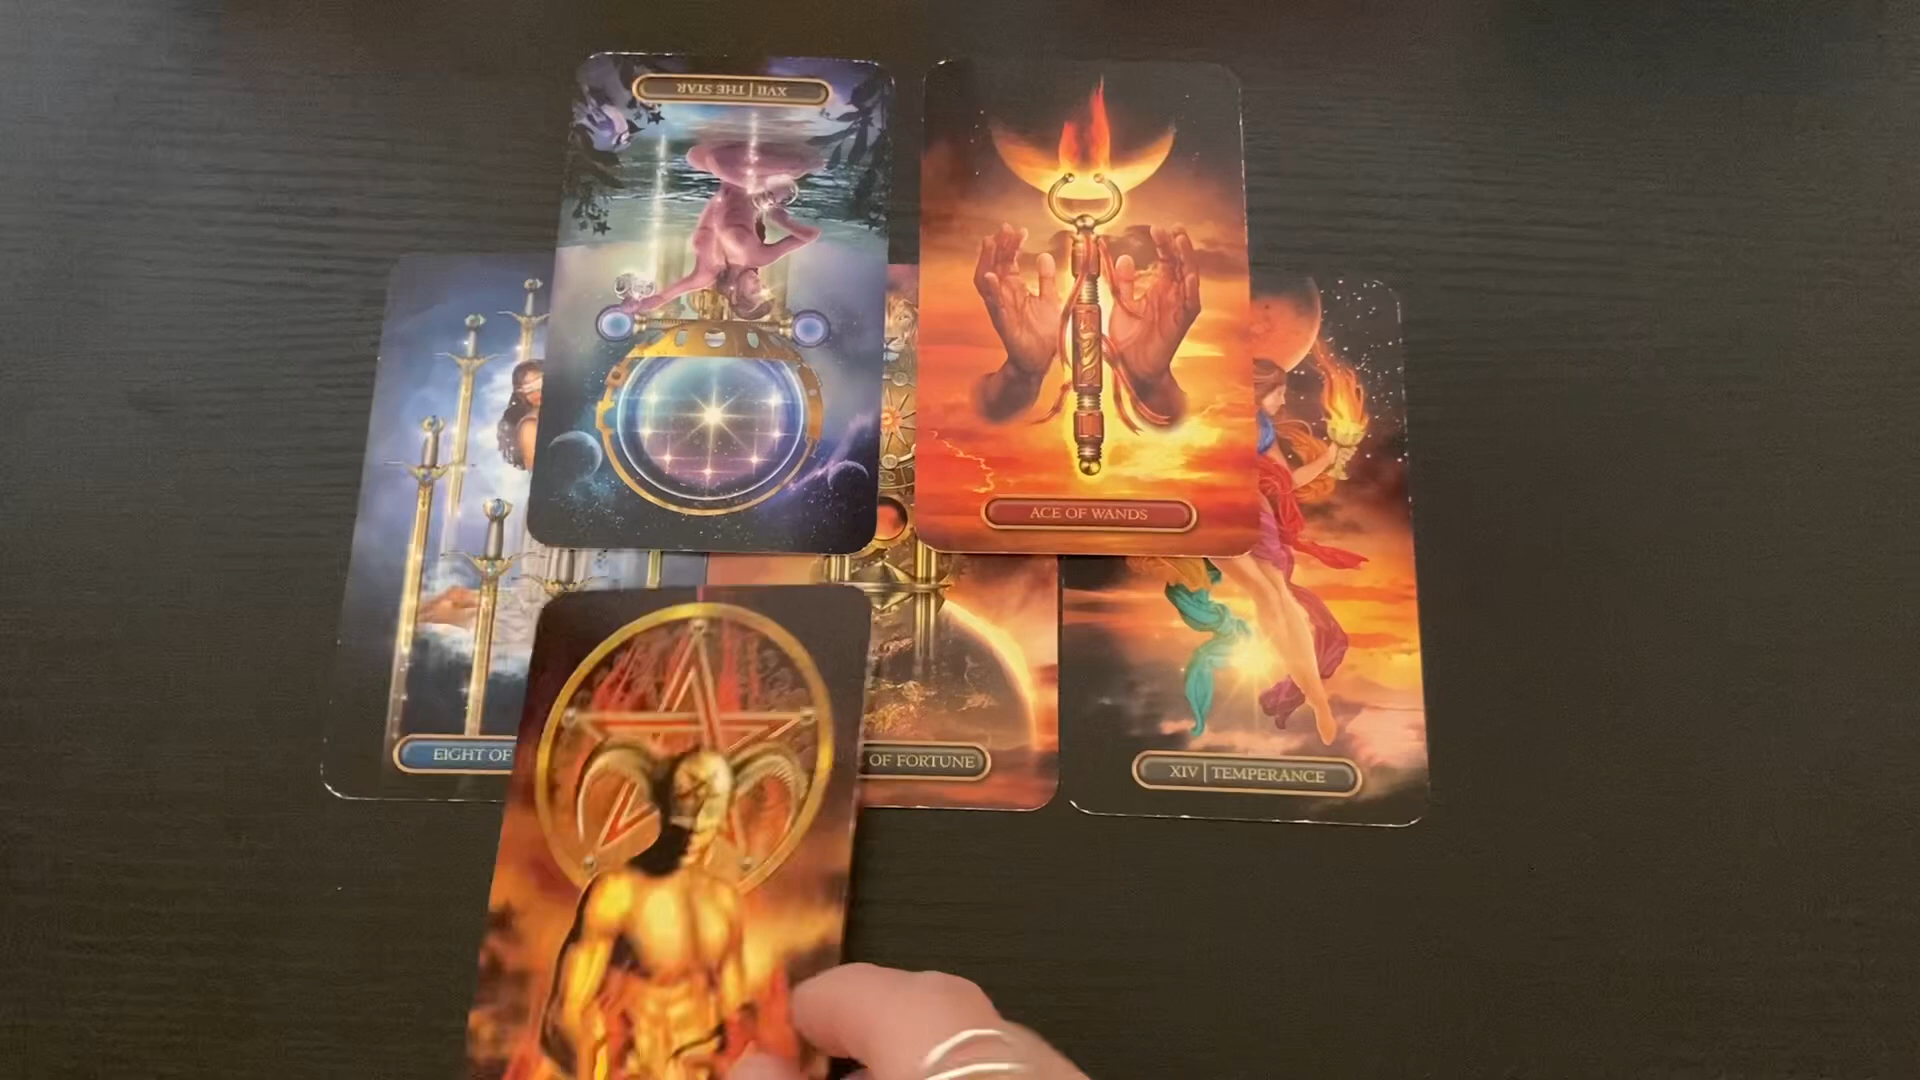 XVII | THE STAR
ACE OF WANDS
EIGHT OF
OF FORTUNE
XIV | TEMPERANCE